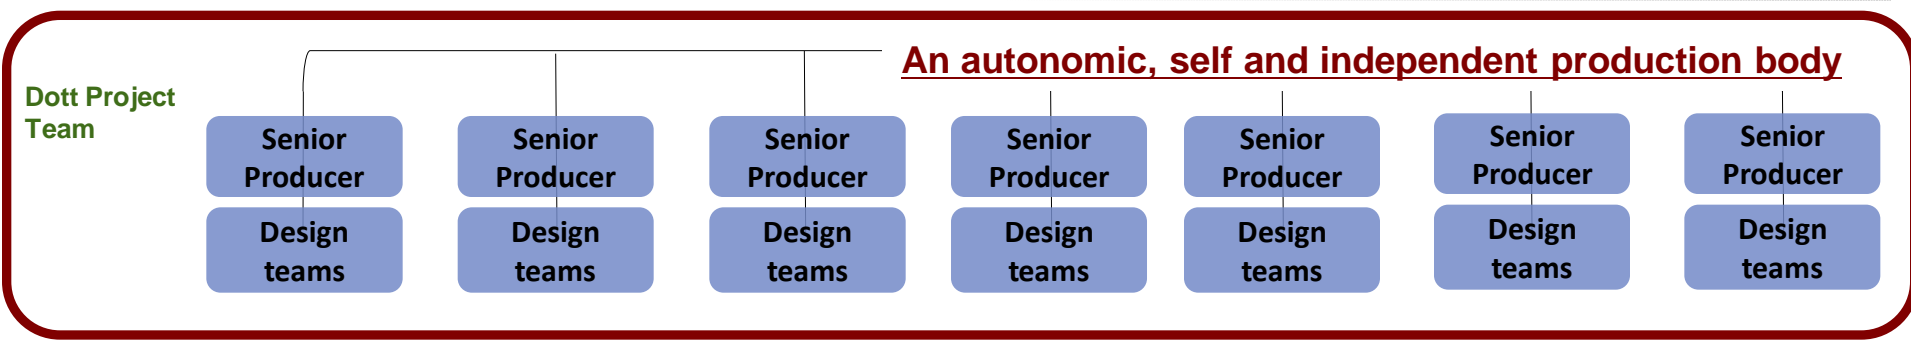 An autonomic, self and independent production body
Dott Project
Team
Senior
Producer
Senior
Producer
Senior
Producer
Senior
Producer
Senior
Producer
Senior
Producer
Senior
Producer
Design
teams
Design
teams
Design
teams
Design
teams
Design
teams
Design
teams
Design
teams